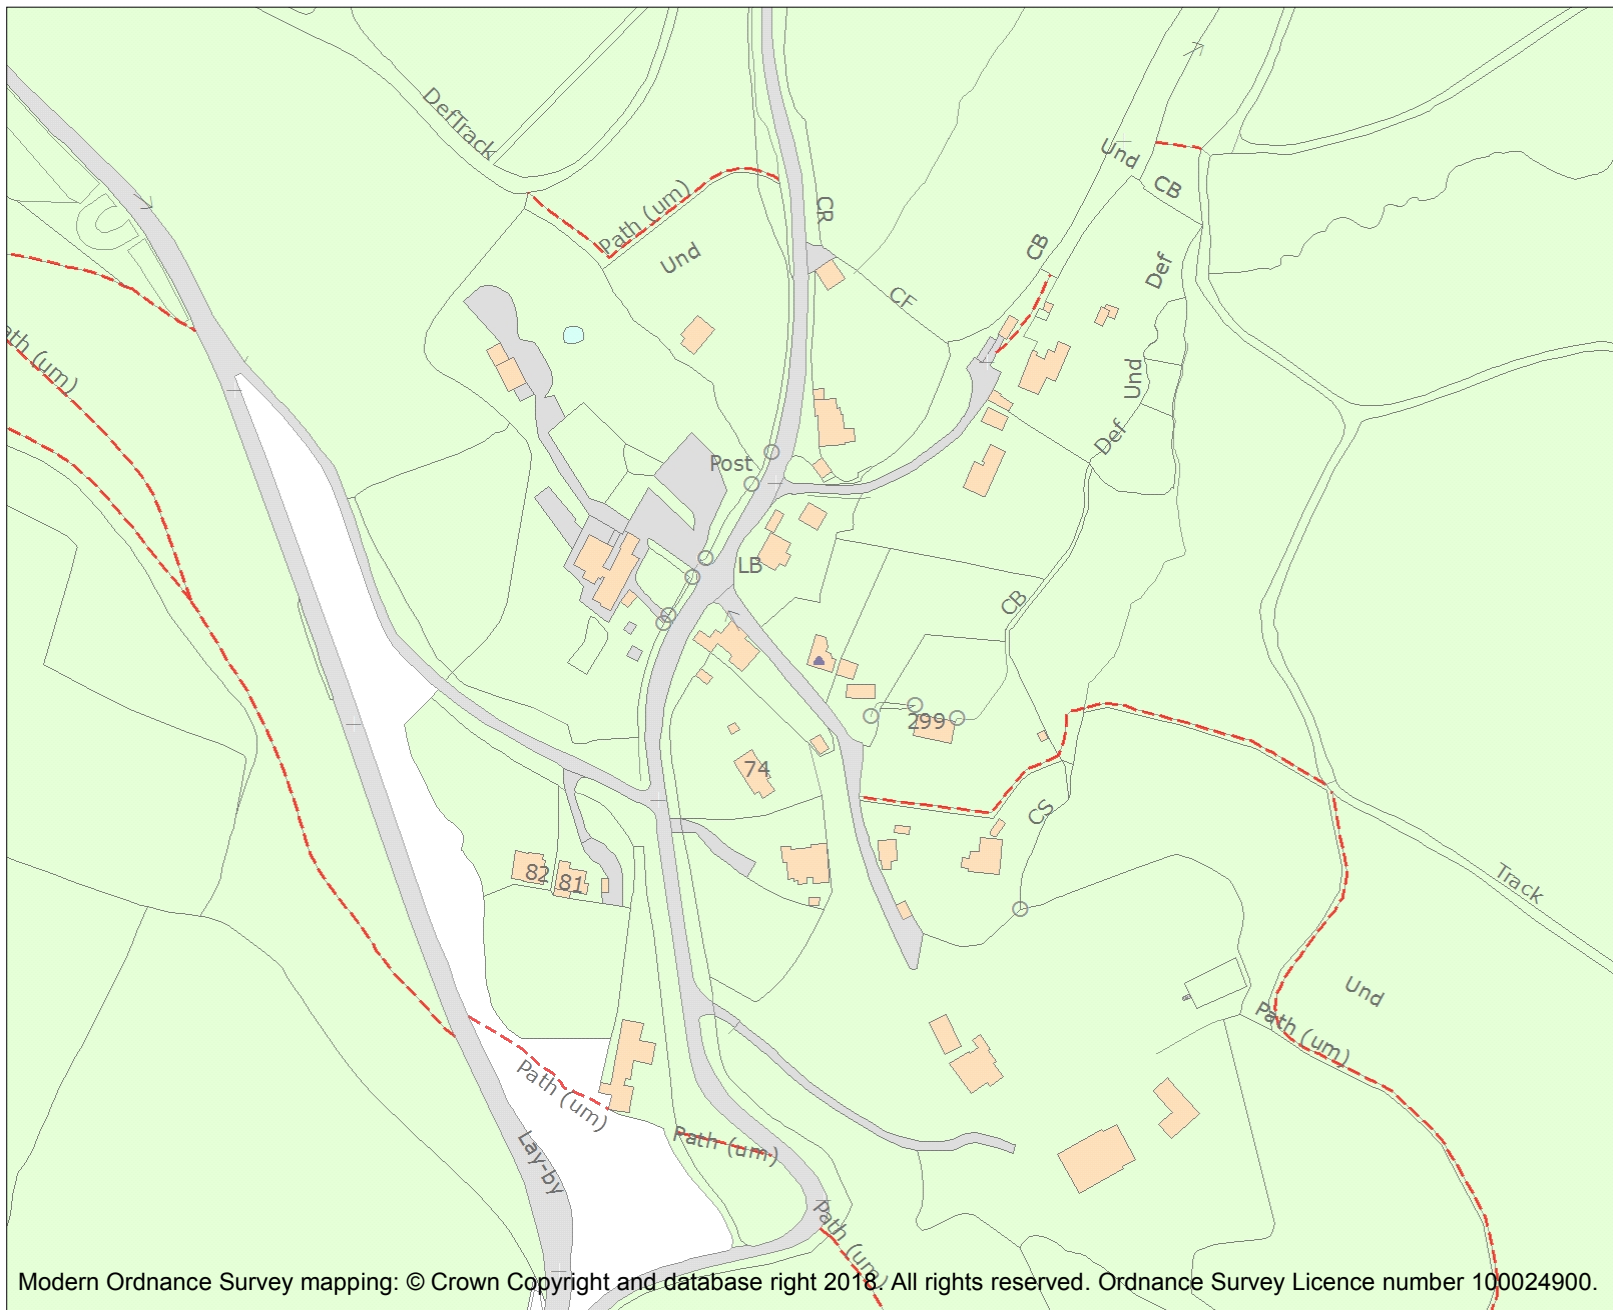 DefTrack
Path (um)
Und
CR
Und
CB
CB
Def
CF
ath (um)
Und
Def
Post
LB
CB
299
74
CS
82
81
Track
Und
Path (um)
Path (um)
Path (um)
Lay-by
Path (um)
Modern Ordnance Survey mapping: © Crown Copyright and database right 2018. All rights reserved. Ordnance Survey Licence number 100024900.